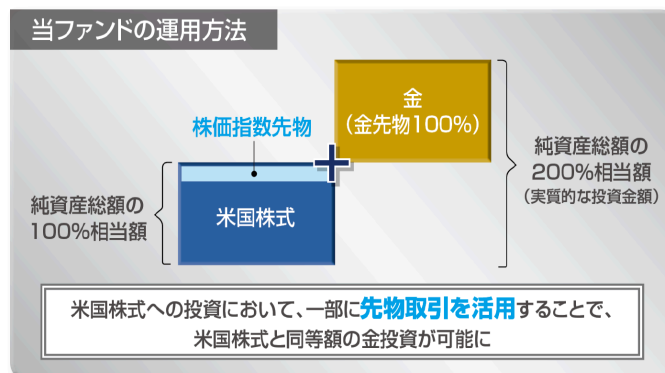 当ファンドの運用方法
金
(金先物100%)
株価指数先物
米国株式
純資産総額の
100%相当額
純資産総額の
200%相当額
(実質的な投資金額)
米国株式への投資において、一部に先物取引を活用することで、
米国株式と同等額の金投資が可能に